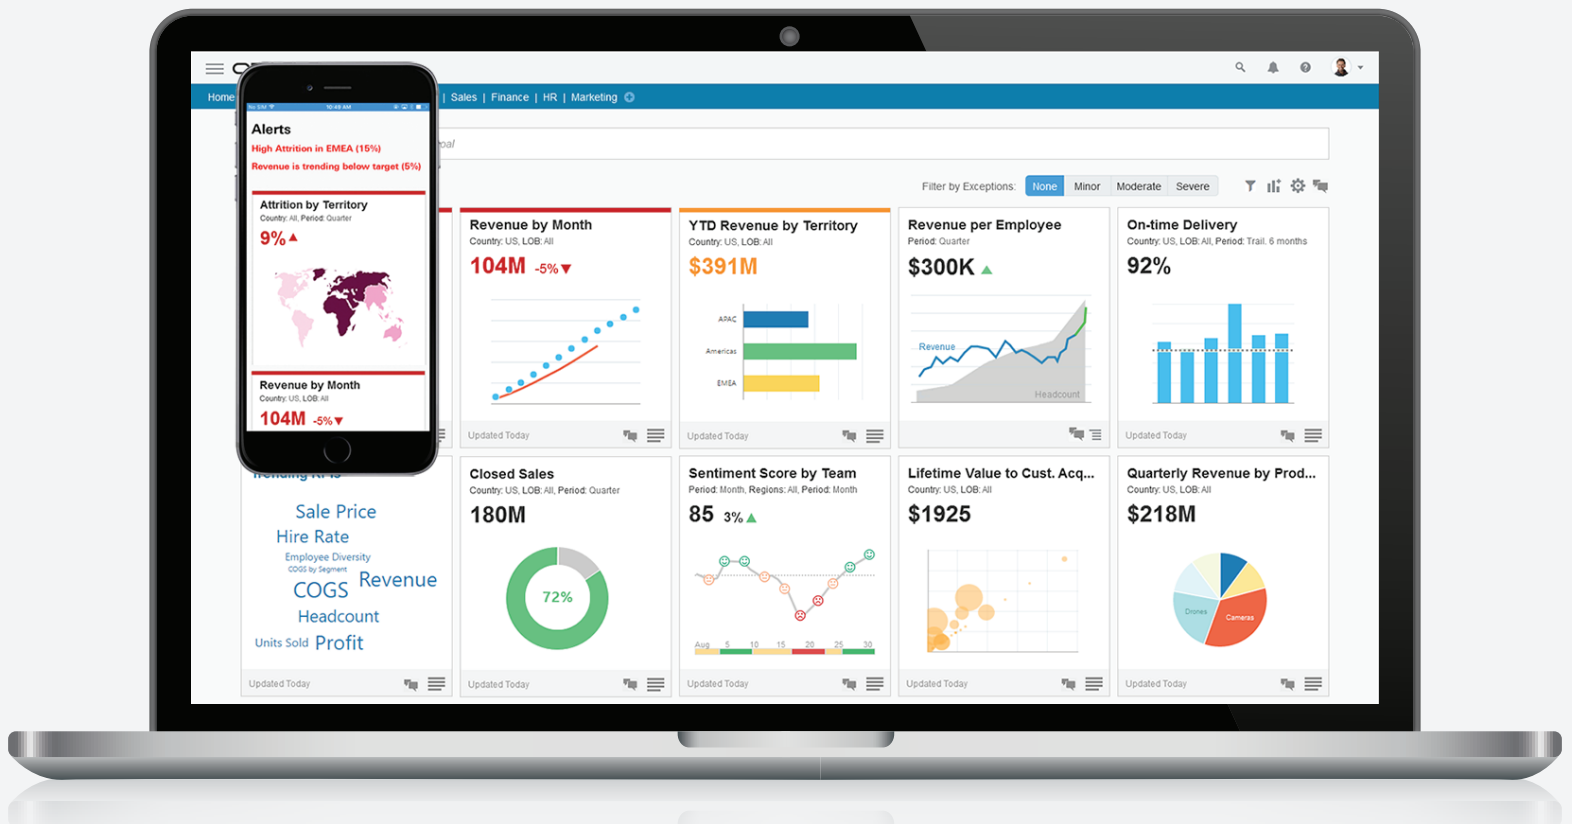 Home
| Sales | Finance | HR | Marketing
No SIM
10:49 AM
Alerts
High Attrition in EMEA (15%)
Revenue is trending below target (5%)
Attrition by Territory
Country: All, Period: Quarter
9%
Revenue by Month
Country: US, LOB: All
104M -5%
Filter by Exceptions: None Minor Moderate Severe
Revenue by Month
Country: US, LOB: All
104M -5%
Updated Today
YTD Revenue by Territory
Country: US, LOB: All
$391M
APAC
Americas
EMEA
Updated Today
Revenue per Employee
Period: Quarter
$300K
Revenue
Headcount
On-time Delivery
Country: US, LOB: All, Period: Trail. 6 months
92%
Updated Today
Trending KPIs
Sale Price
Hire Rate
Employee Diversity
COGS by Segment
COGS Revenue
Headcount
Units Sold Profit
Updated Today
Closed Sales
Country: US, LOB: All, Period: Quarter
180M
72%
Updated Today
Sentiment Score by Team
Period: Month, Regions: All, Period: Month
85 3%
Aug 5 10 15 20 25 30
Updated Today
Lifetime Value to Cust. Acq...
Country: US, LOB: All
$1925
Updated Today
Quarterly Revenue by Prod...
Country: US, LOB: All
$218M
Drones
Cameras
Updated Today